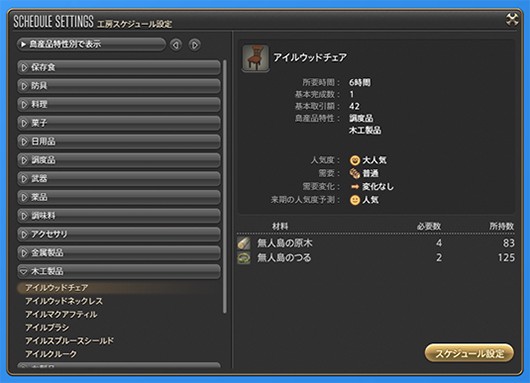 SCHEDULE SETTINGS 工房スケジュール設定
島産品特性別で表示
保存食
防具
料理
菓子
日用品
調度品
武器
薬品
調味料
アクセサリ
金属製品
木工製品
アイルウッドチェア
アイルウッドネックレス
アイルマクアフティル
アイルブラシ
アイルスプルースシールド
アイルクルーク
アイルウッドチェア
所要時間: 6時間
基本完成数: 1
基本取引額: 42
島産品特性: 調度品
木工製品
人気度: 大人気
需要: 普通
需要変化: 変化なし
来期の人気度予測: 人気
材料 必要数 所持数
無人島の原木 4 83
無人島のつる 2 125
スケジュール設定